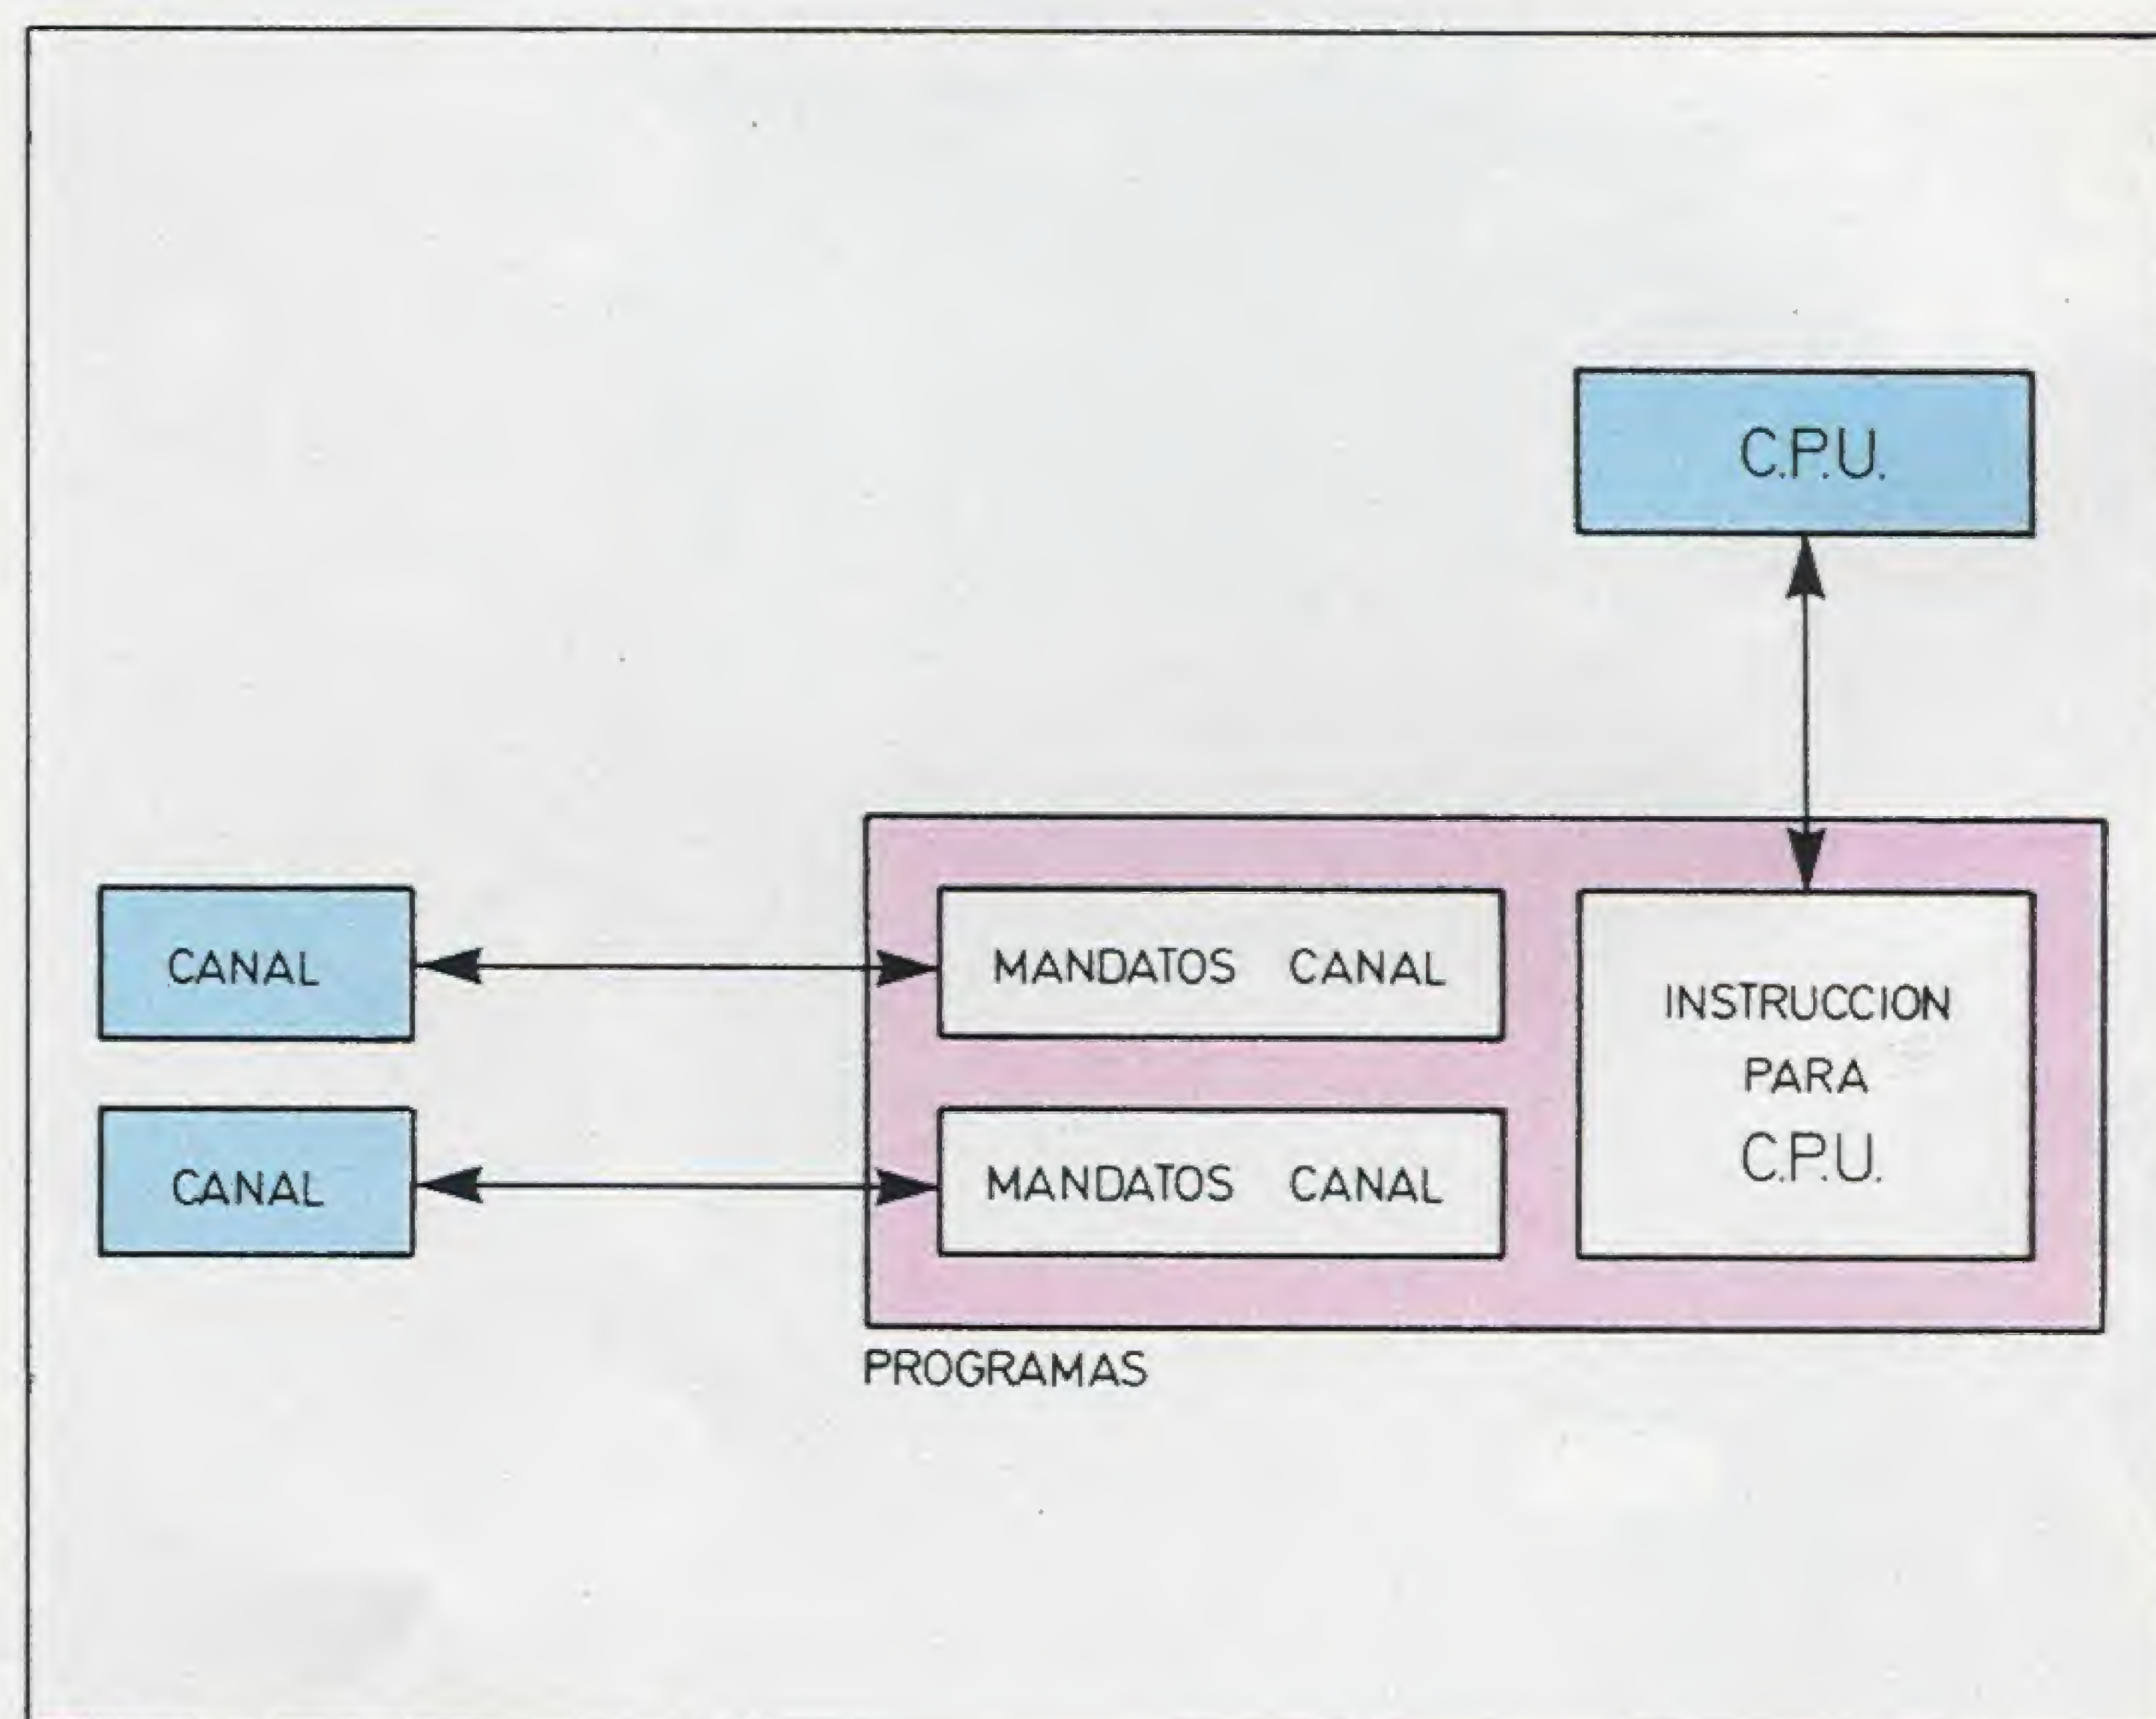 C.P.U.
CANAL
MANDATOS CANAL
INSTRUCCION
PARA
C.P.U.
CANAL
MANDATOS CANAL
PROGRAMAS